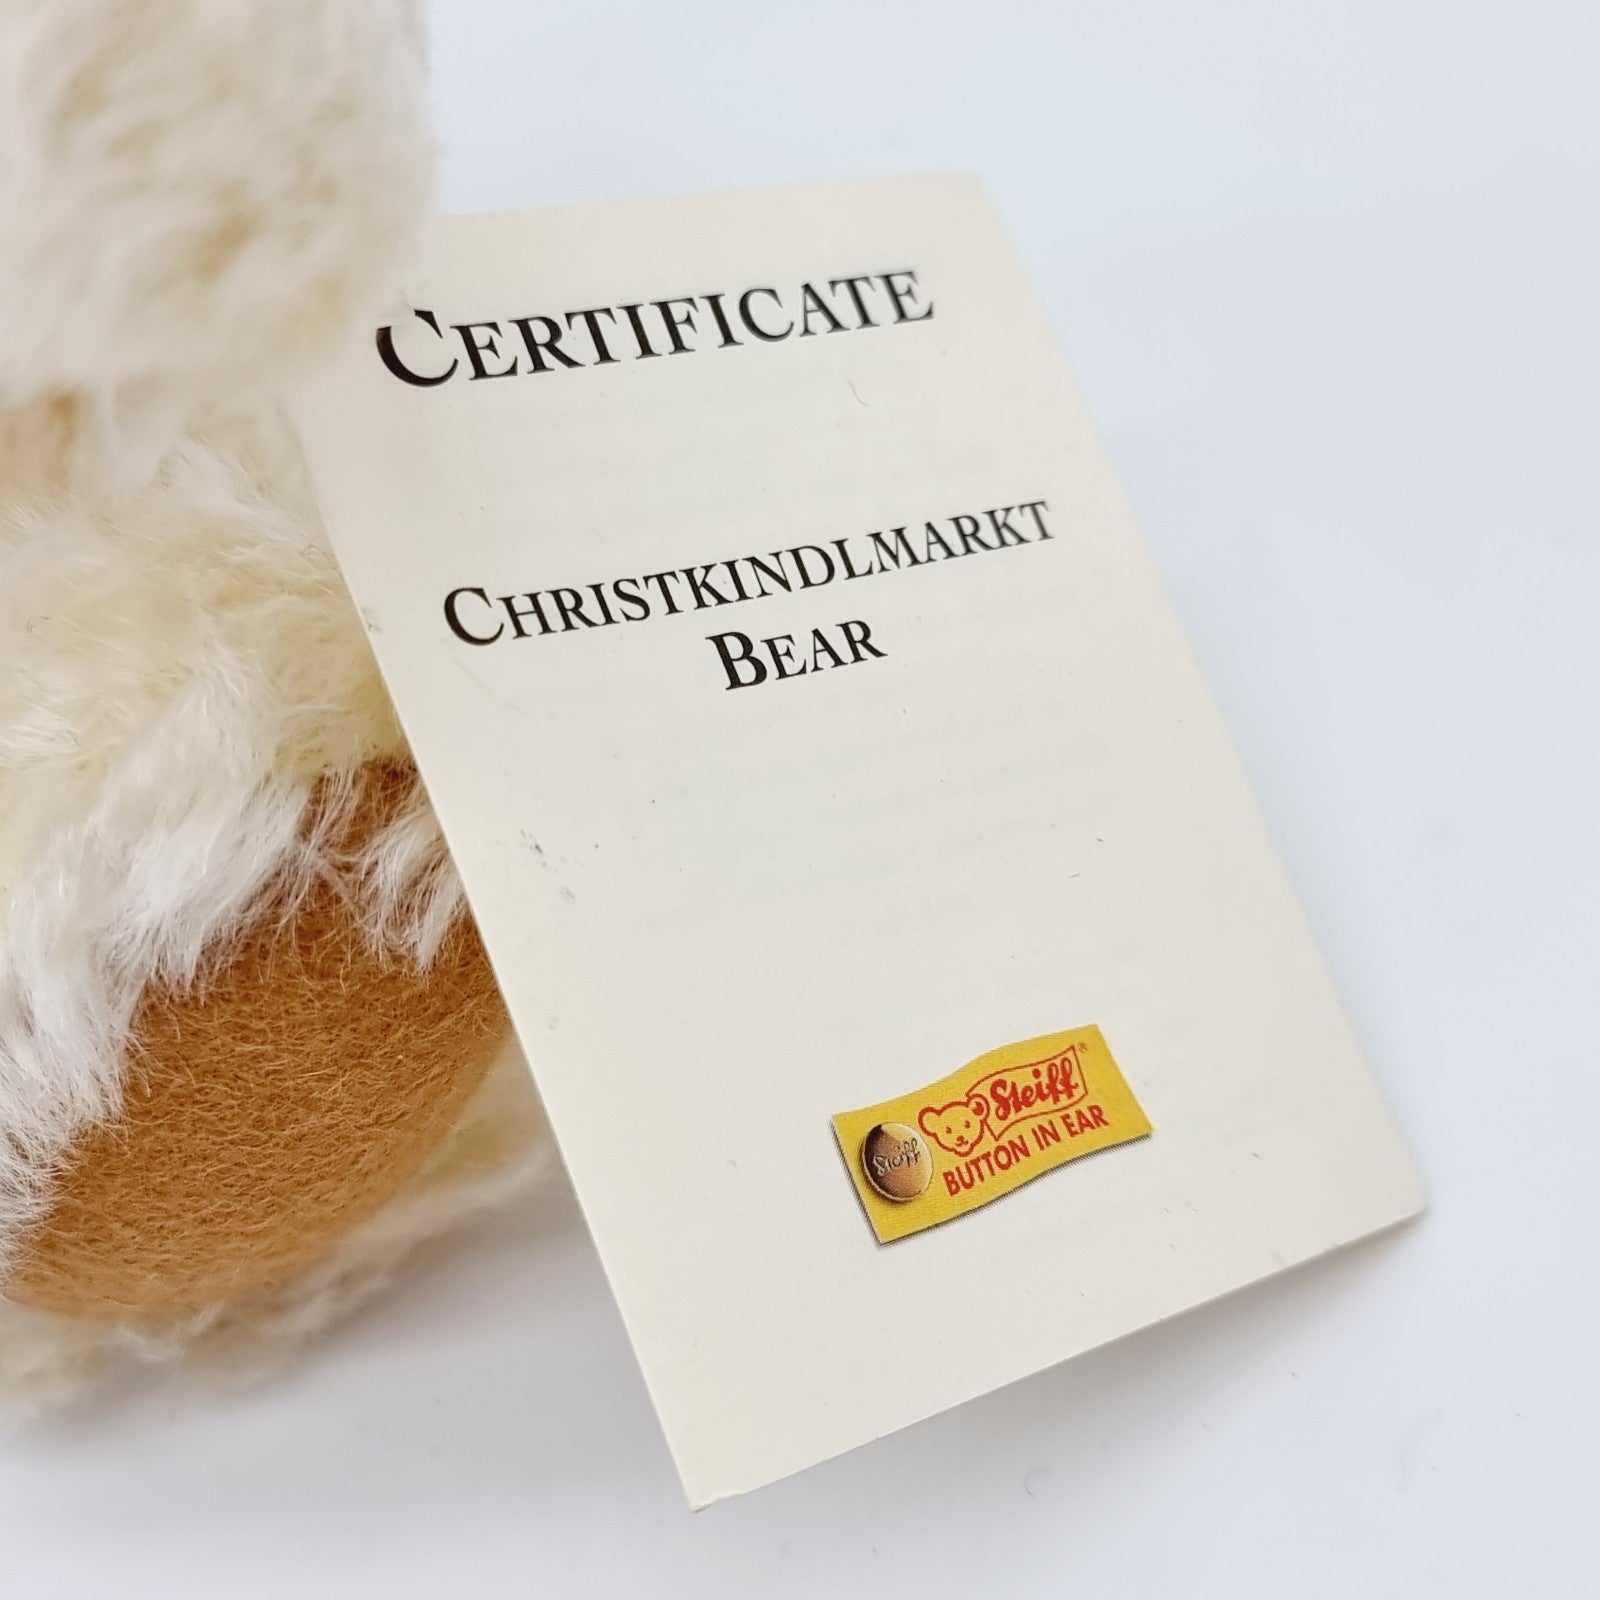 CERTIFICATE
CHRISTKINDLMARKT
BEAR
Steiff®
Steiff
BUTTON IN EAR